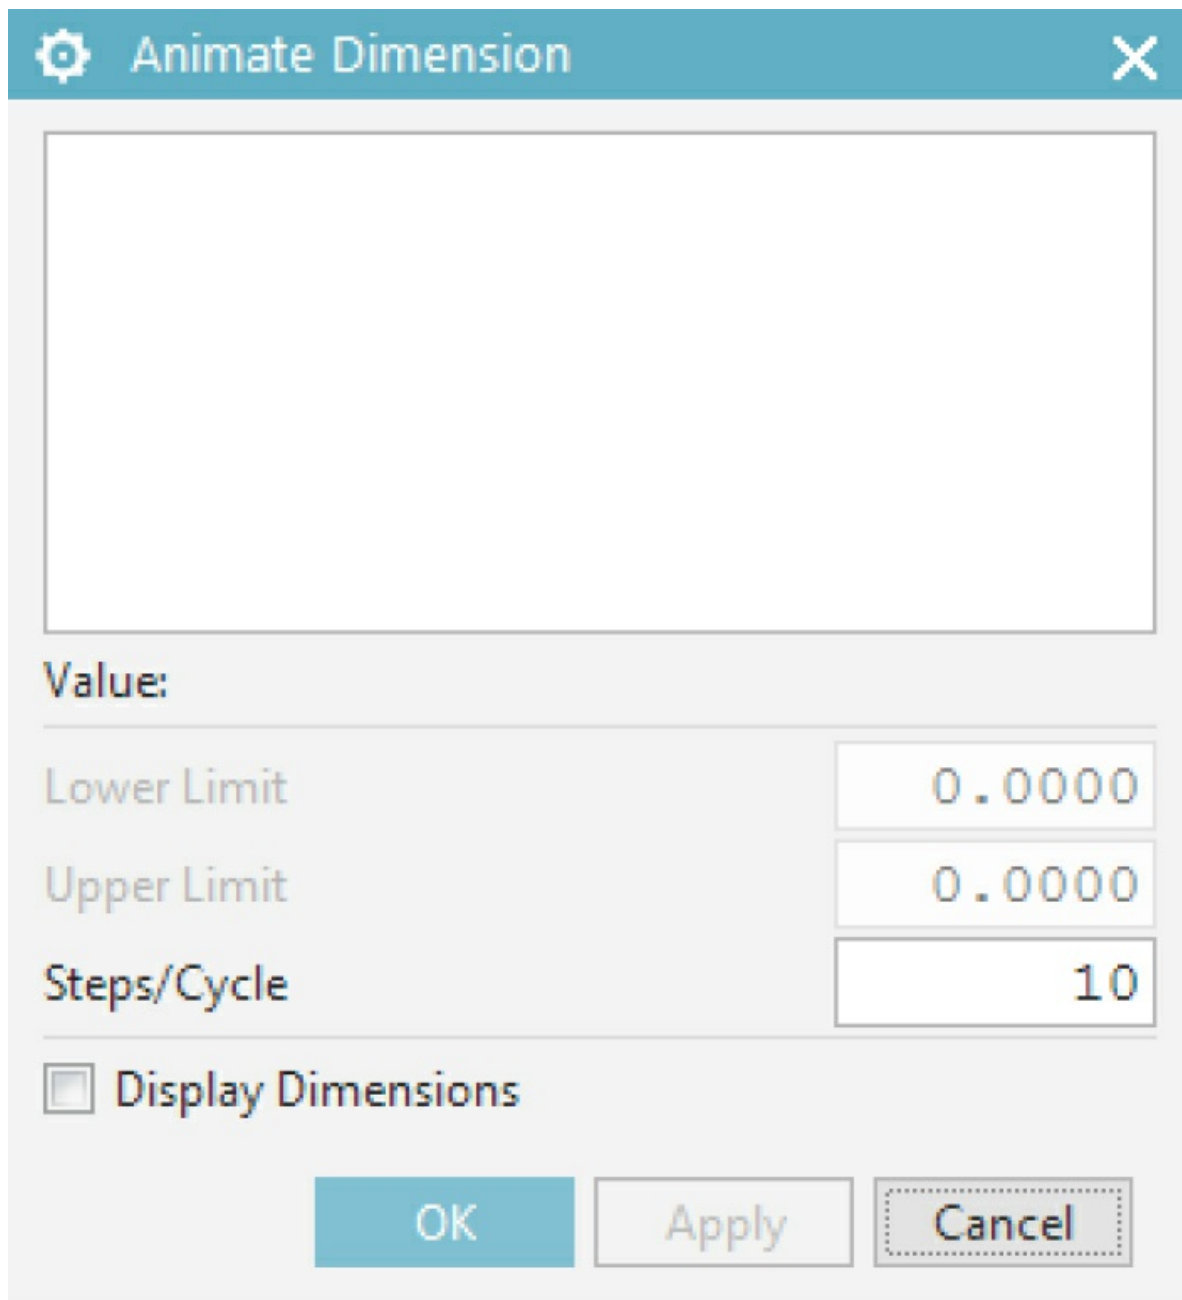 Animate Dimension
Value:
Lower Limit 0.0000
Upper Limit 0.0000
Steps/Cycle 10
Display Dimensions
OK Apply Cancel